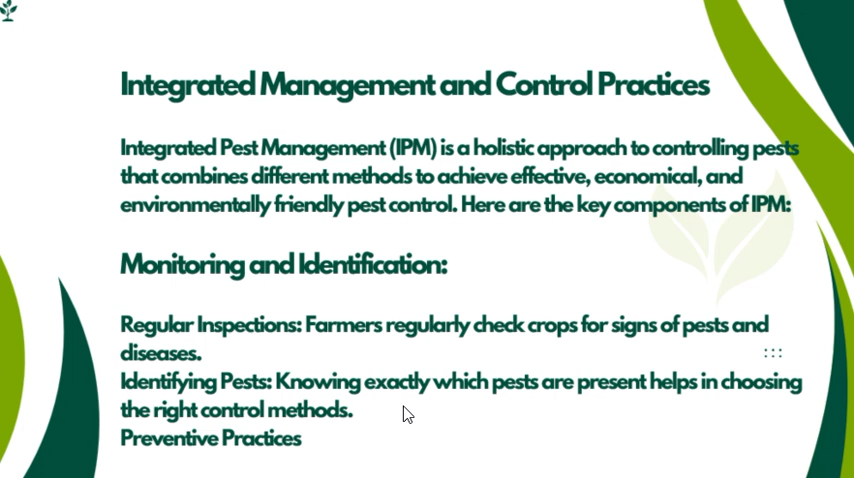 Integrated Management and Control Practices
Integrated Pest Management (IPM) is a holistic approach to controlling pests
that combines different methods to achieve effective, economical, and
environmentally friendly pest control. Here are the key components of IPM:
Monitoring and Identification:
Regular Inspections: Farmers regularly check crops for signs of pests and
diseases.
Identifying Pests: Knowing exactly which pests are present helps in choosing
the right control methods.
Preventive Practices